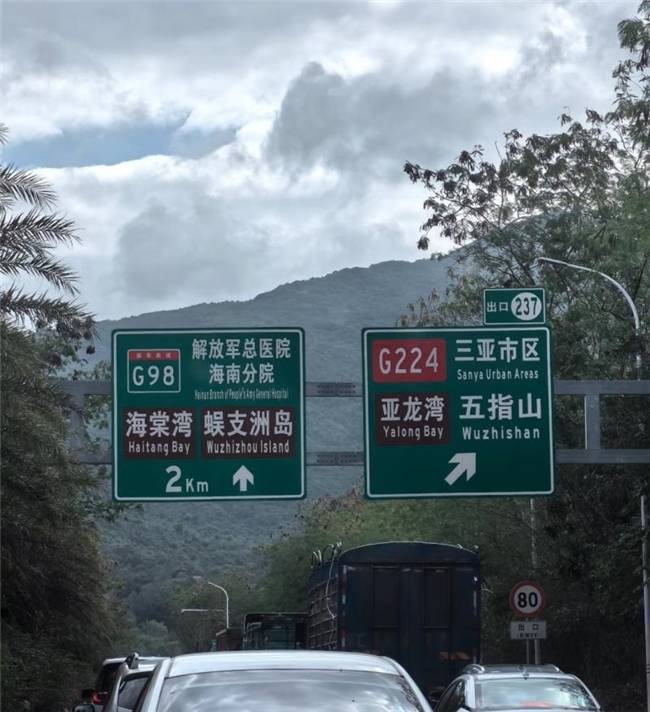 G98
解放军总医院
海南分院
Hainan Branch of People's Army General Hospital
海棠湾
Haitang Bay
蜈支洲岛
Wuzhizhou Island
2 Km
出口 237
G224
三亚市区
Sanya Urban Areas
亚龙湾
Yalong Bay
五指山
Wuzhishan
80
出口
EXIT